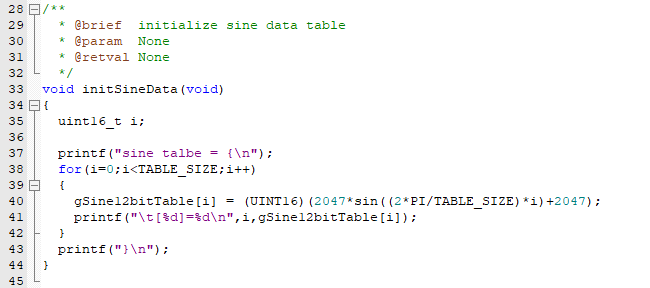 28 /**
29 * @brief initialize sine data table
30 * @param None
31 * @retval None
32 */
33 void initSineData(void)
34 {
35 uint16_t i;
36
37 printf("sine talbe = {\n");
38 for(i=0;i<TABLE_SIZE;i++)
39 {
40 gSine12bitTable[i] = (UINT16)(2047*sin((2*PI/TABLE_SIZE)*i)+2047);
41 printf("\t[%d]=%d\n",i,gSine12bitTable[i]);
42 }
43 printf("}\n");
44 }
45